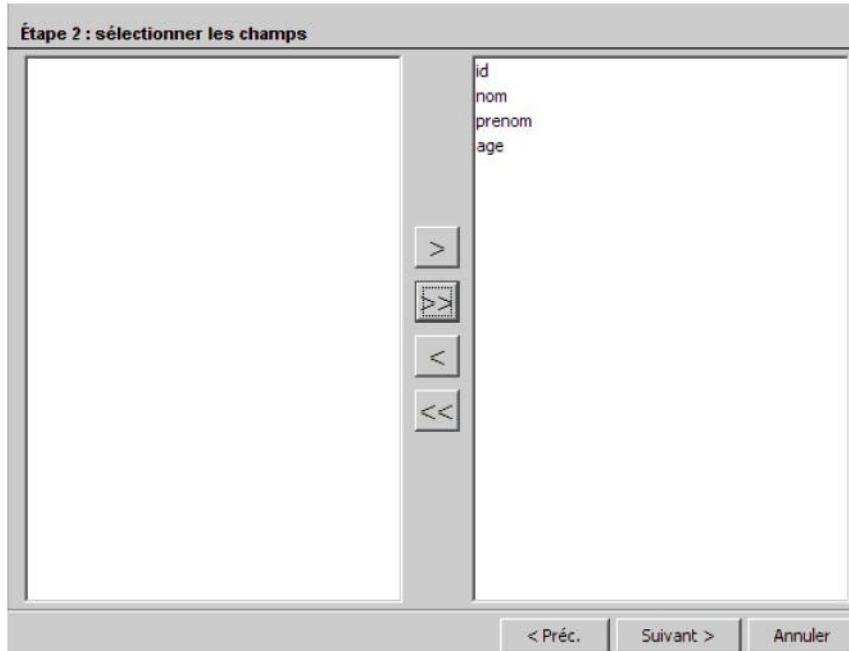 Étape 2 : sélectionner les champs
id
nom
prenom
age
>
>>
<
<<
< Préc.
Suivant >
Annuler